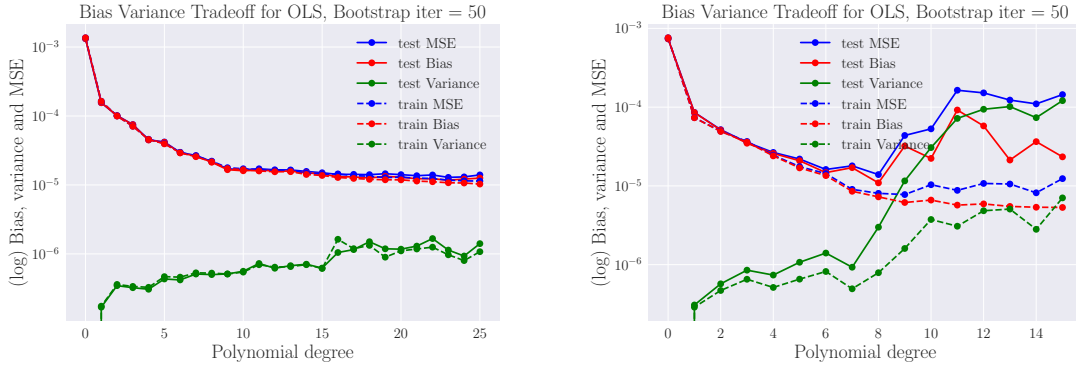 Bias Variance Tradeoff for OLS, Bootstrap iter = 50
(log) Bias, variance and MSE
10⁻³
10⁻⁴
10⁻⁵
10⁻⁶
test MSE
test Bias
test Variance
train MSE
train Bias
train Variance
0 5 10 15 20 25
Polynomial degree
Bias Variance Tradeoff for OLS, Bootstrap iter = 50
(log) Bias, variance and MSE
10⁻³
10⁻⁴
10⁻⁵
10⁻⁶
test MSE
test Bias
test Variance
train MSE
train Bias
train Variance
0 2 4 6 8 10 12 14
Polynomial degree